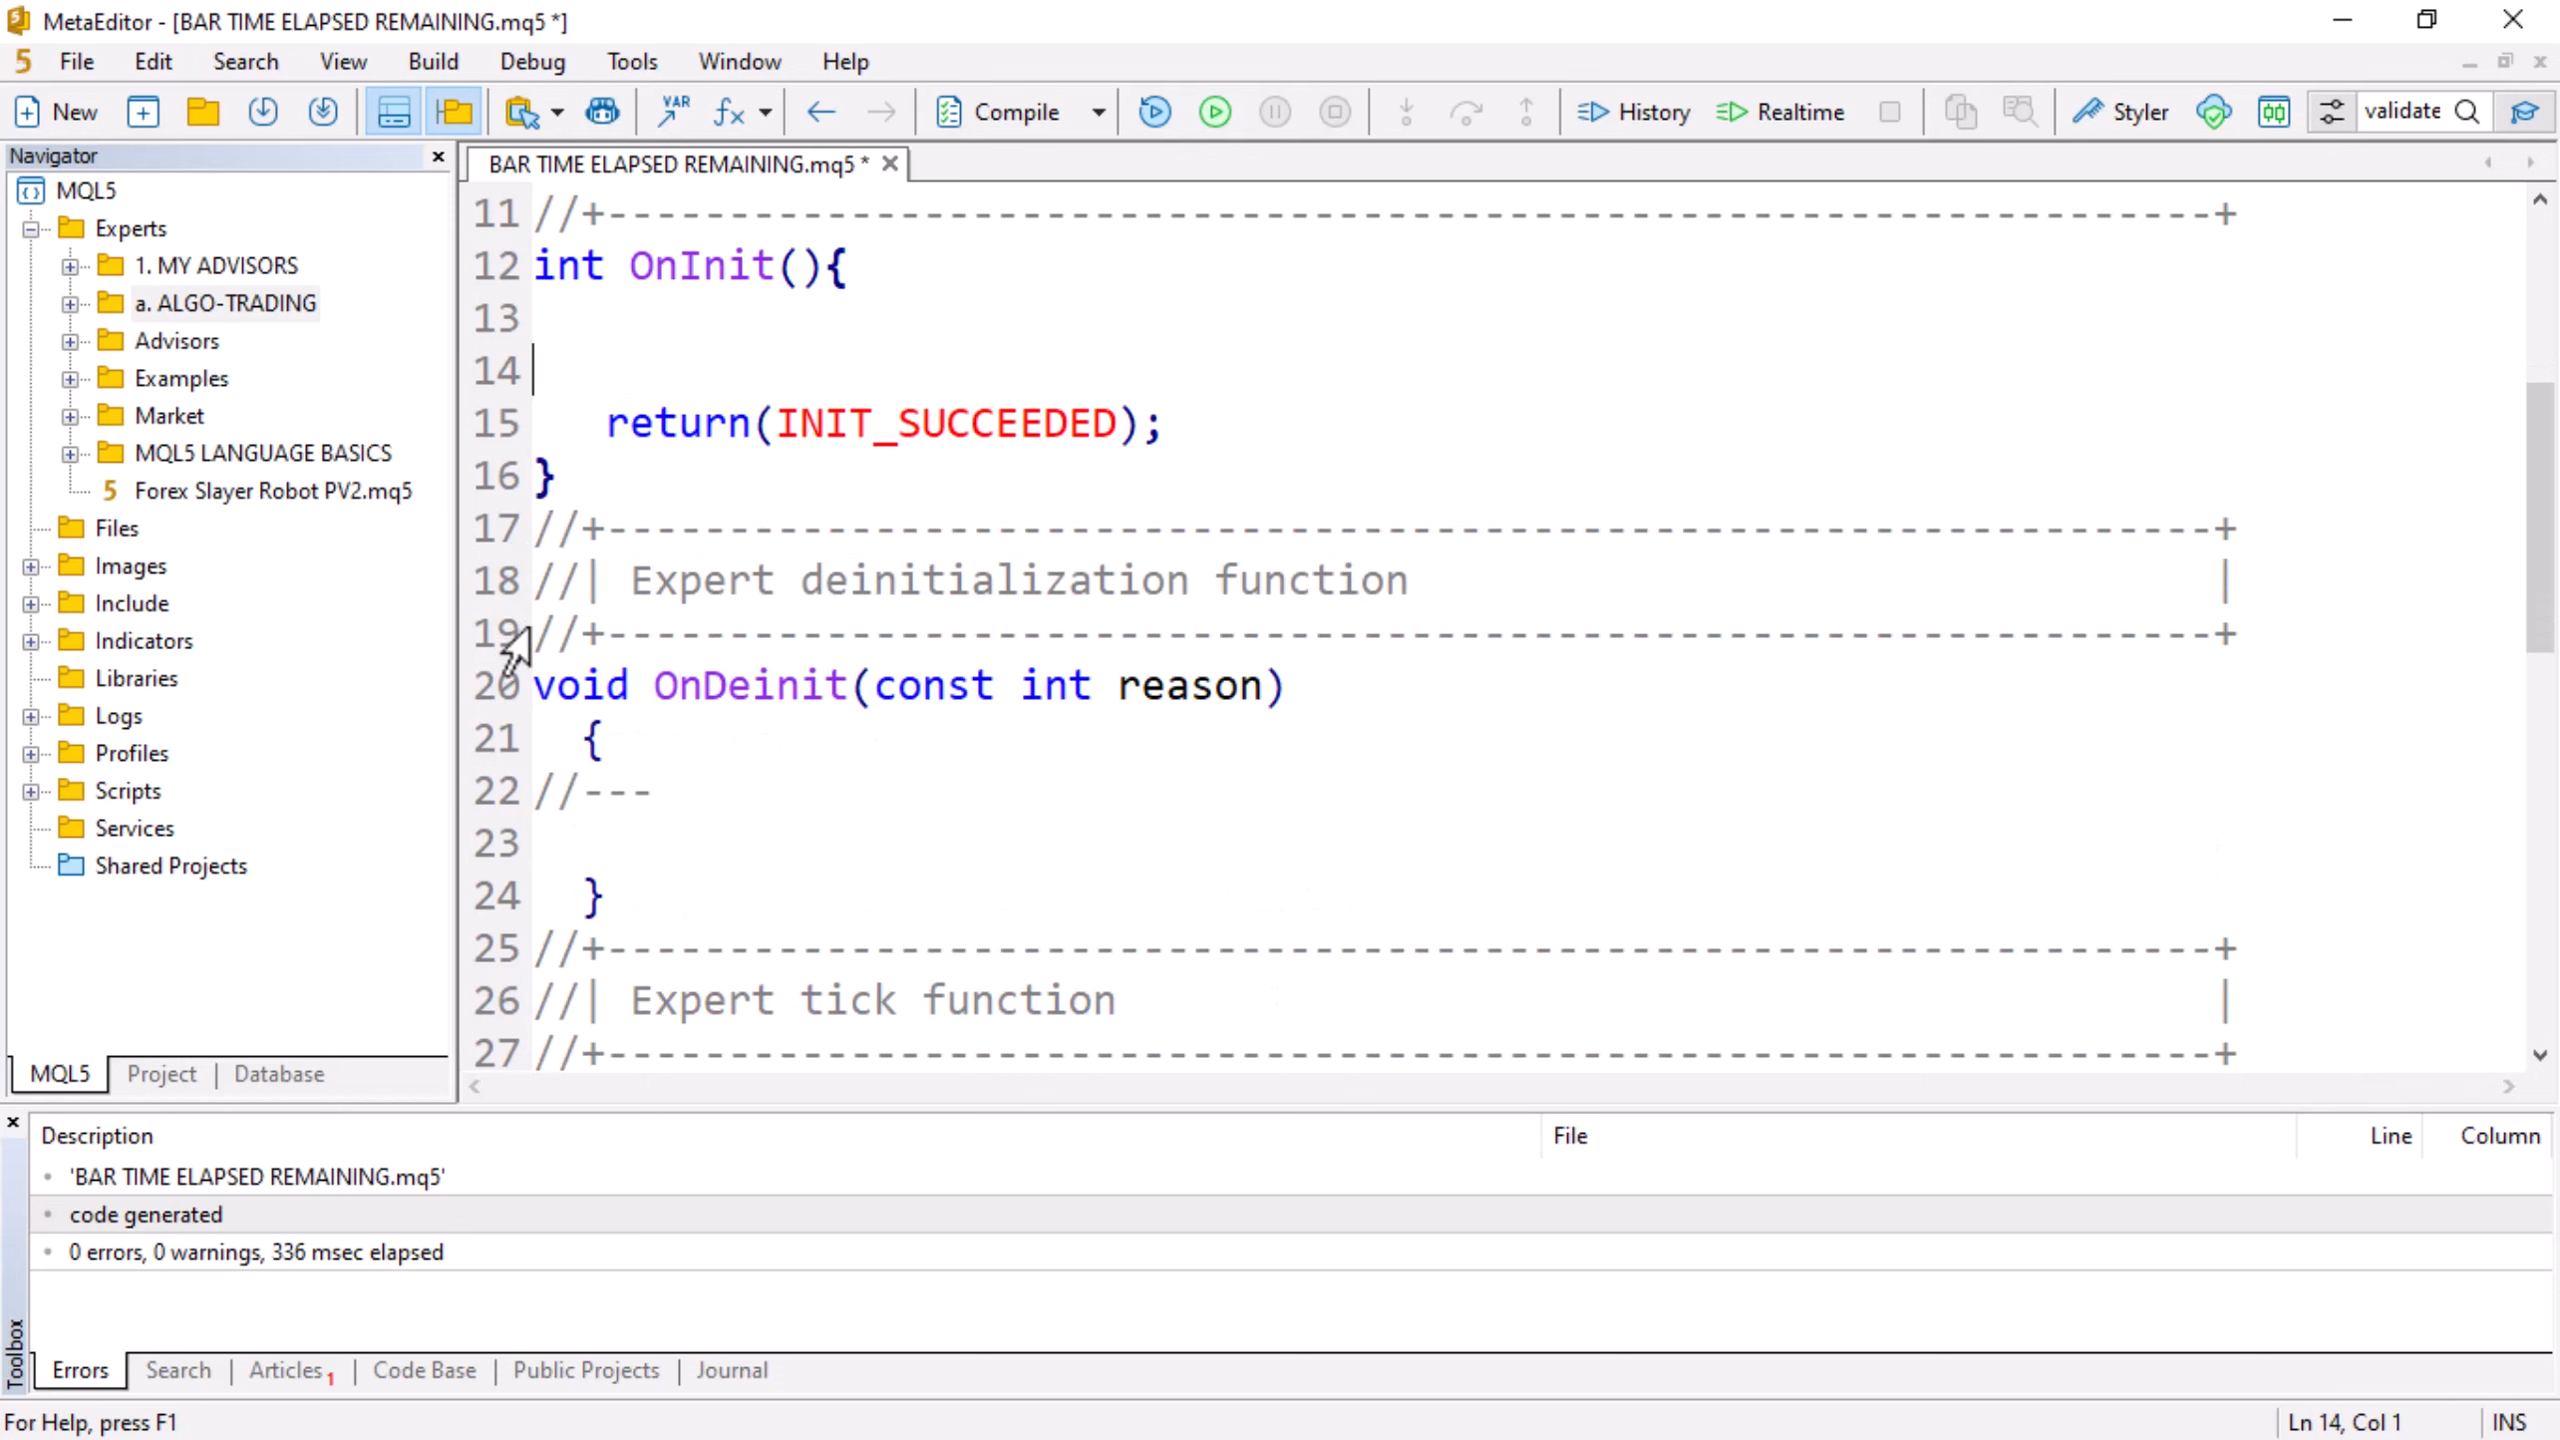 MetaEditor - [BAR TIME ELAPSED REMAINING.mq5 *]
5 File Edit Search View Build Debug Tools Window Help
New VAR fx Compile History Realtime Styler validate
Navigator
MQL5
Experts
1. MY ADVISORS
a. ALGO-TRADING
Advisors
Examples
Market
MQL5 LANGUAGE BASICS
5 Forex Slayer Robot PV2.mq5
Files
Images
Include
Indicators
Libraries
Logs
Profiles
Scripts
Services
Shared Projects
MQL5 Project Database
BAR TIME ELAPSED REMAINING.mq5 *
11 //+------------------------------------------------------------------+
12 int OnInit(){
13
14
15    return(INIT_SUCCEEDED);
16 }
17 //+------------------------------------------------------------------+
18 //| Expert deinitialization function                                 |
19 //+------------------------------------------------------------------+
20 void OnDeinit(const int reason)
21   {
22 //---
23
24   }
25 //+------------------------------------------------------------------+
26 //| Expert tick function                                             |
27 //+------------------------------------------------------------------+
Toolbox
Description File Line Column
'BAR TIME ELAPSED REMAINING.mq5'
code generated
0 errors, 0 warnings, 336 msec elapsed
Errors Search Articles 1 Code Base Public Projects Journal
For Help, press F1 Ln 14, Col 1 INS